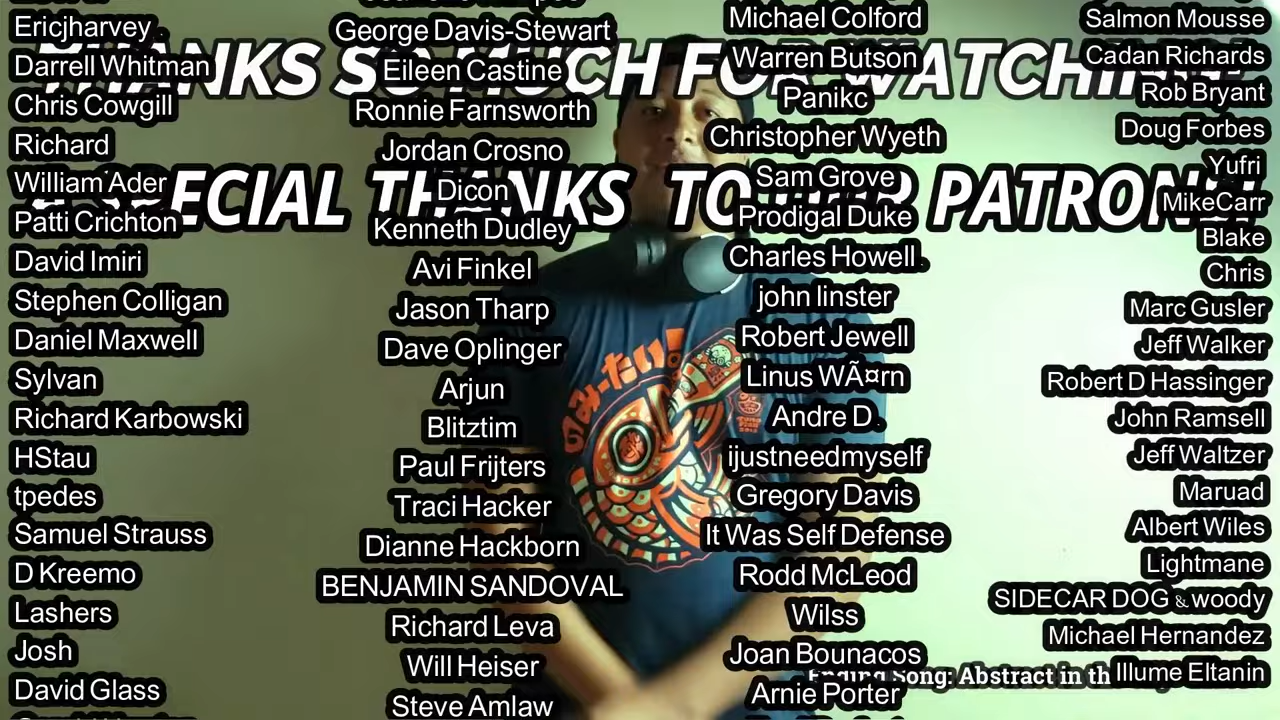 THANKS SO MUCH FOR WATCHING
SPECIAL THANKS TO OUR PATRONS!
Ericjharvey
Darrell Whitman
Chris Cowgill
Richard
William Ader
Patti Crichton
David Imiri
Stephen Colligan
Daniel Maxwell
Sylvan
Richard Karbowski
HStau
tpedes
Samuel Strauss
D Kreemo
Lashers
Josh
David Glass
George Davis-Stewart
Eileen Castine
Ronnie Farnsworth
Jordan Crosno
Dicon
Kenneth Dudley
Avi Finkel
Jason Tharp
Dave Oplinger
Arjun
Blitztim
Paul Frijters
Traci Hacker
Dianne Hackborn
BENJAMIN SANDOVAL
Richard Leva
Will Heiser
Steve Amlaw
Michael Colford
Warren Butson
Panikc
Christopher Wyeth
Sam Grove
Prodigal Duke
Charles Howell
john linster
Robert Jewell
Linus WÃ¤rn
Andre D
ijustneedmyself
Gregory Davis
It Was Self Defense
Rodd McLeod
Wilss
Joan Bounacos
Arnie Porter
Salmon Mousse
Cadan Richards
Rob Bryant
Doug Forbes
Yufri
MikeCarr
Blake
Chris
Marc Gusler
Jeff Walker
Robert D Hassinger
John Ramsell
Jeff Waltzer
Maruad
Albert Wiles
Lightmane
SIDECAR DOG & woody
Michael Hernandez
Illume Eltanin
Ending Song: Abstract in th
のみたい!